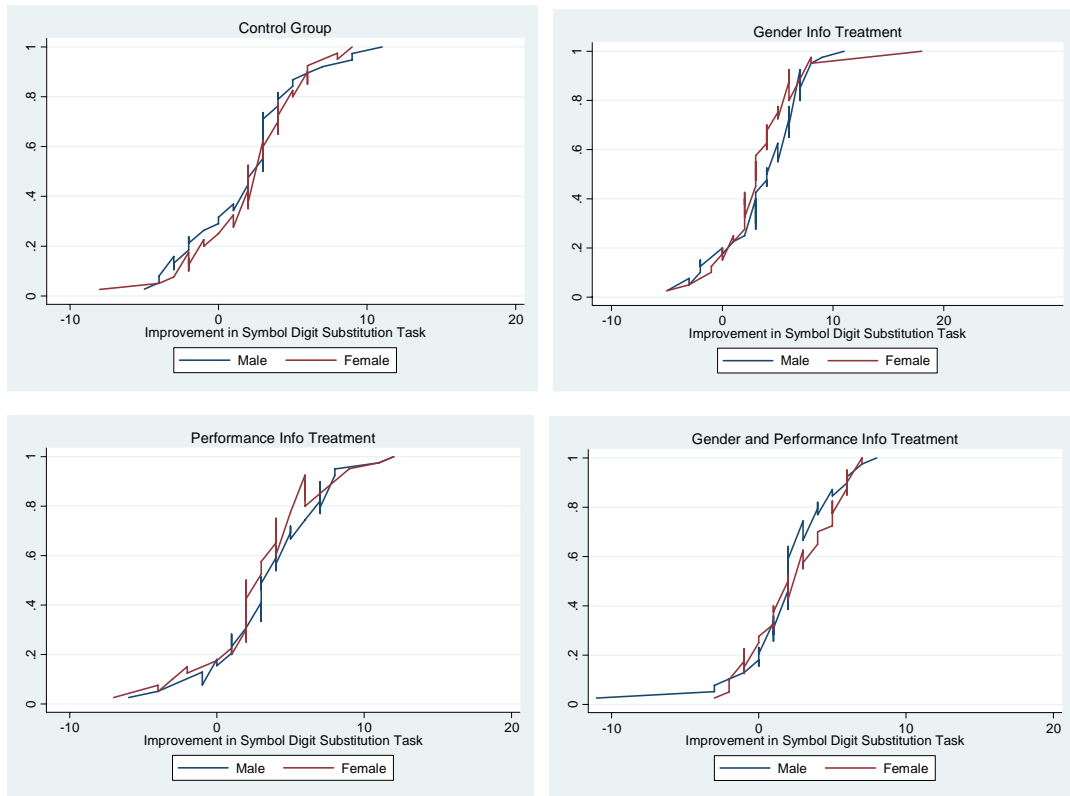 Control Group
1
.8
.6
.4
.2
0
-10 0 10 20
Improvement in Symbol Digit Substitution Task
Male Female
Gender Info Treatment
1
.8
.6
.4
.2
0
-10 0 10 20
Improvement in Symbol Digit Substitution Task
Male Female
Performance Info Treatment
1
.8
.6
.4
.2
0
-10 0 10 20
Improvement in Symbol Digit Substitution Task
Male Female
Gender and Performance Info Treatment
1
.8
.6
.4
.2
0
-10 0 10 20
Improvement in Symbol Digit Substitution Task
Male Female